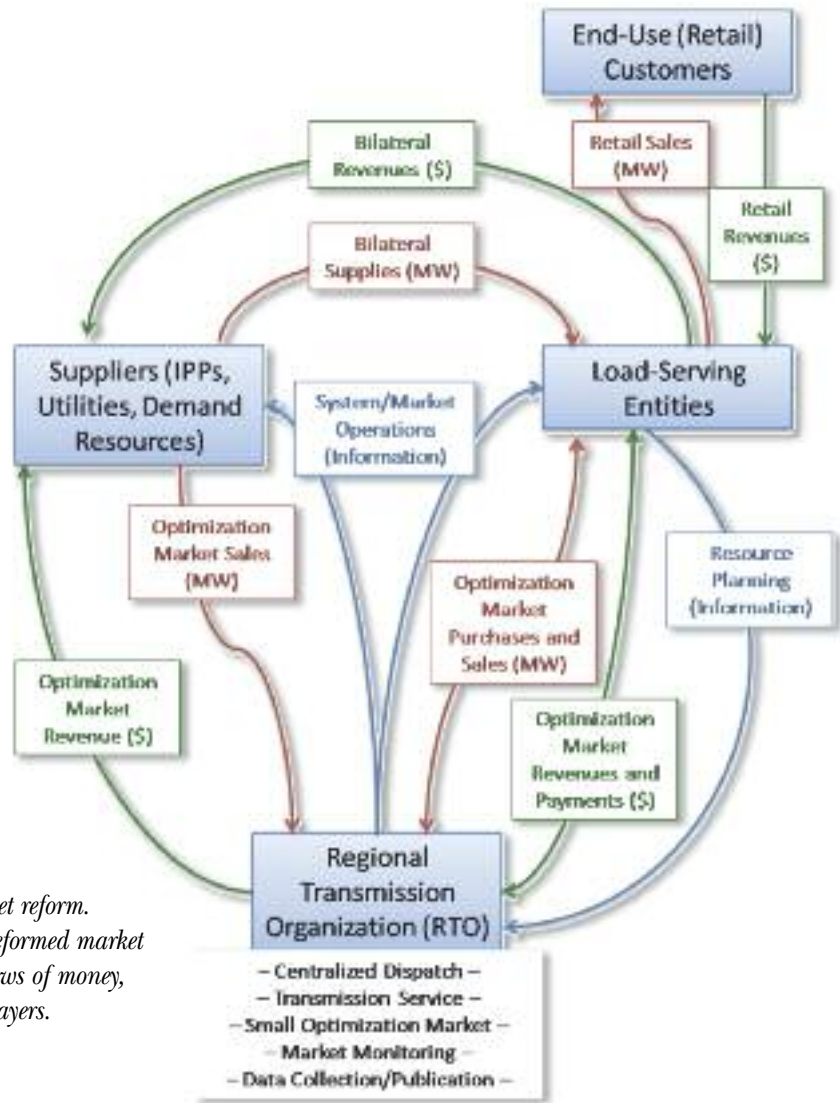 End-Use (Retail)
Customers
Bilateral
Revenues ($)
Retail Sales
(MW)
Retail
Revenues
($)
Bilateral
Supplies (MW)
Suppliers (IPPs,
Utilities, Demand
Resources)
System/Market
Operations
(Information)
Load-Serving
Entities
Optimization
Market Sales
(MW)
Optimization
Market
Purchases and
Sales (MW)
Resource
Planning
(Information)
Optimization
Market
Revenue ($)
Optimization
Market
Revenues and
Payments ($)
Regional
Transmission
Organization (RTO)
– Centralized Dispatch –
– Transmission Service –
– Small Optimization Market –
– Market Monitoring –
– Data Collection/Publication –
et reform.
eformed market
ws of money,
ayers.